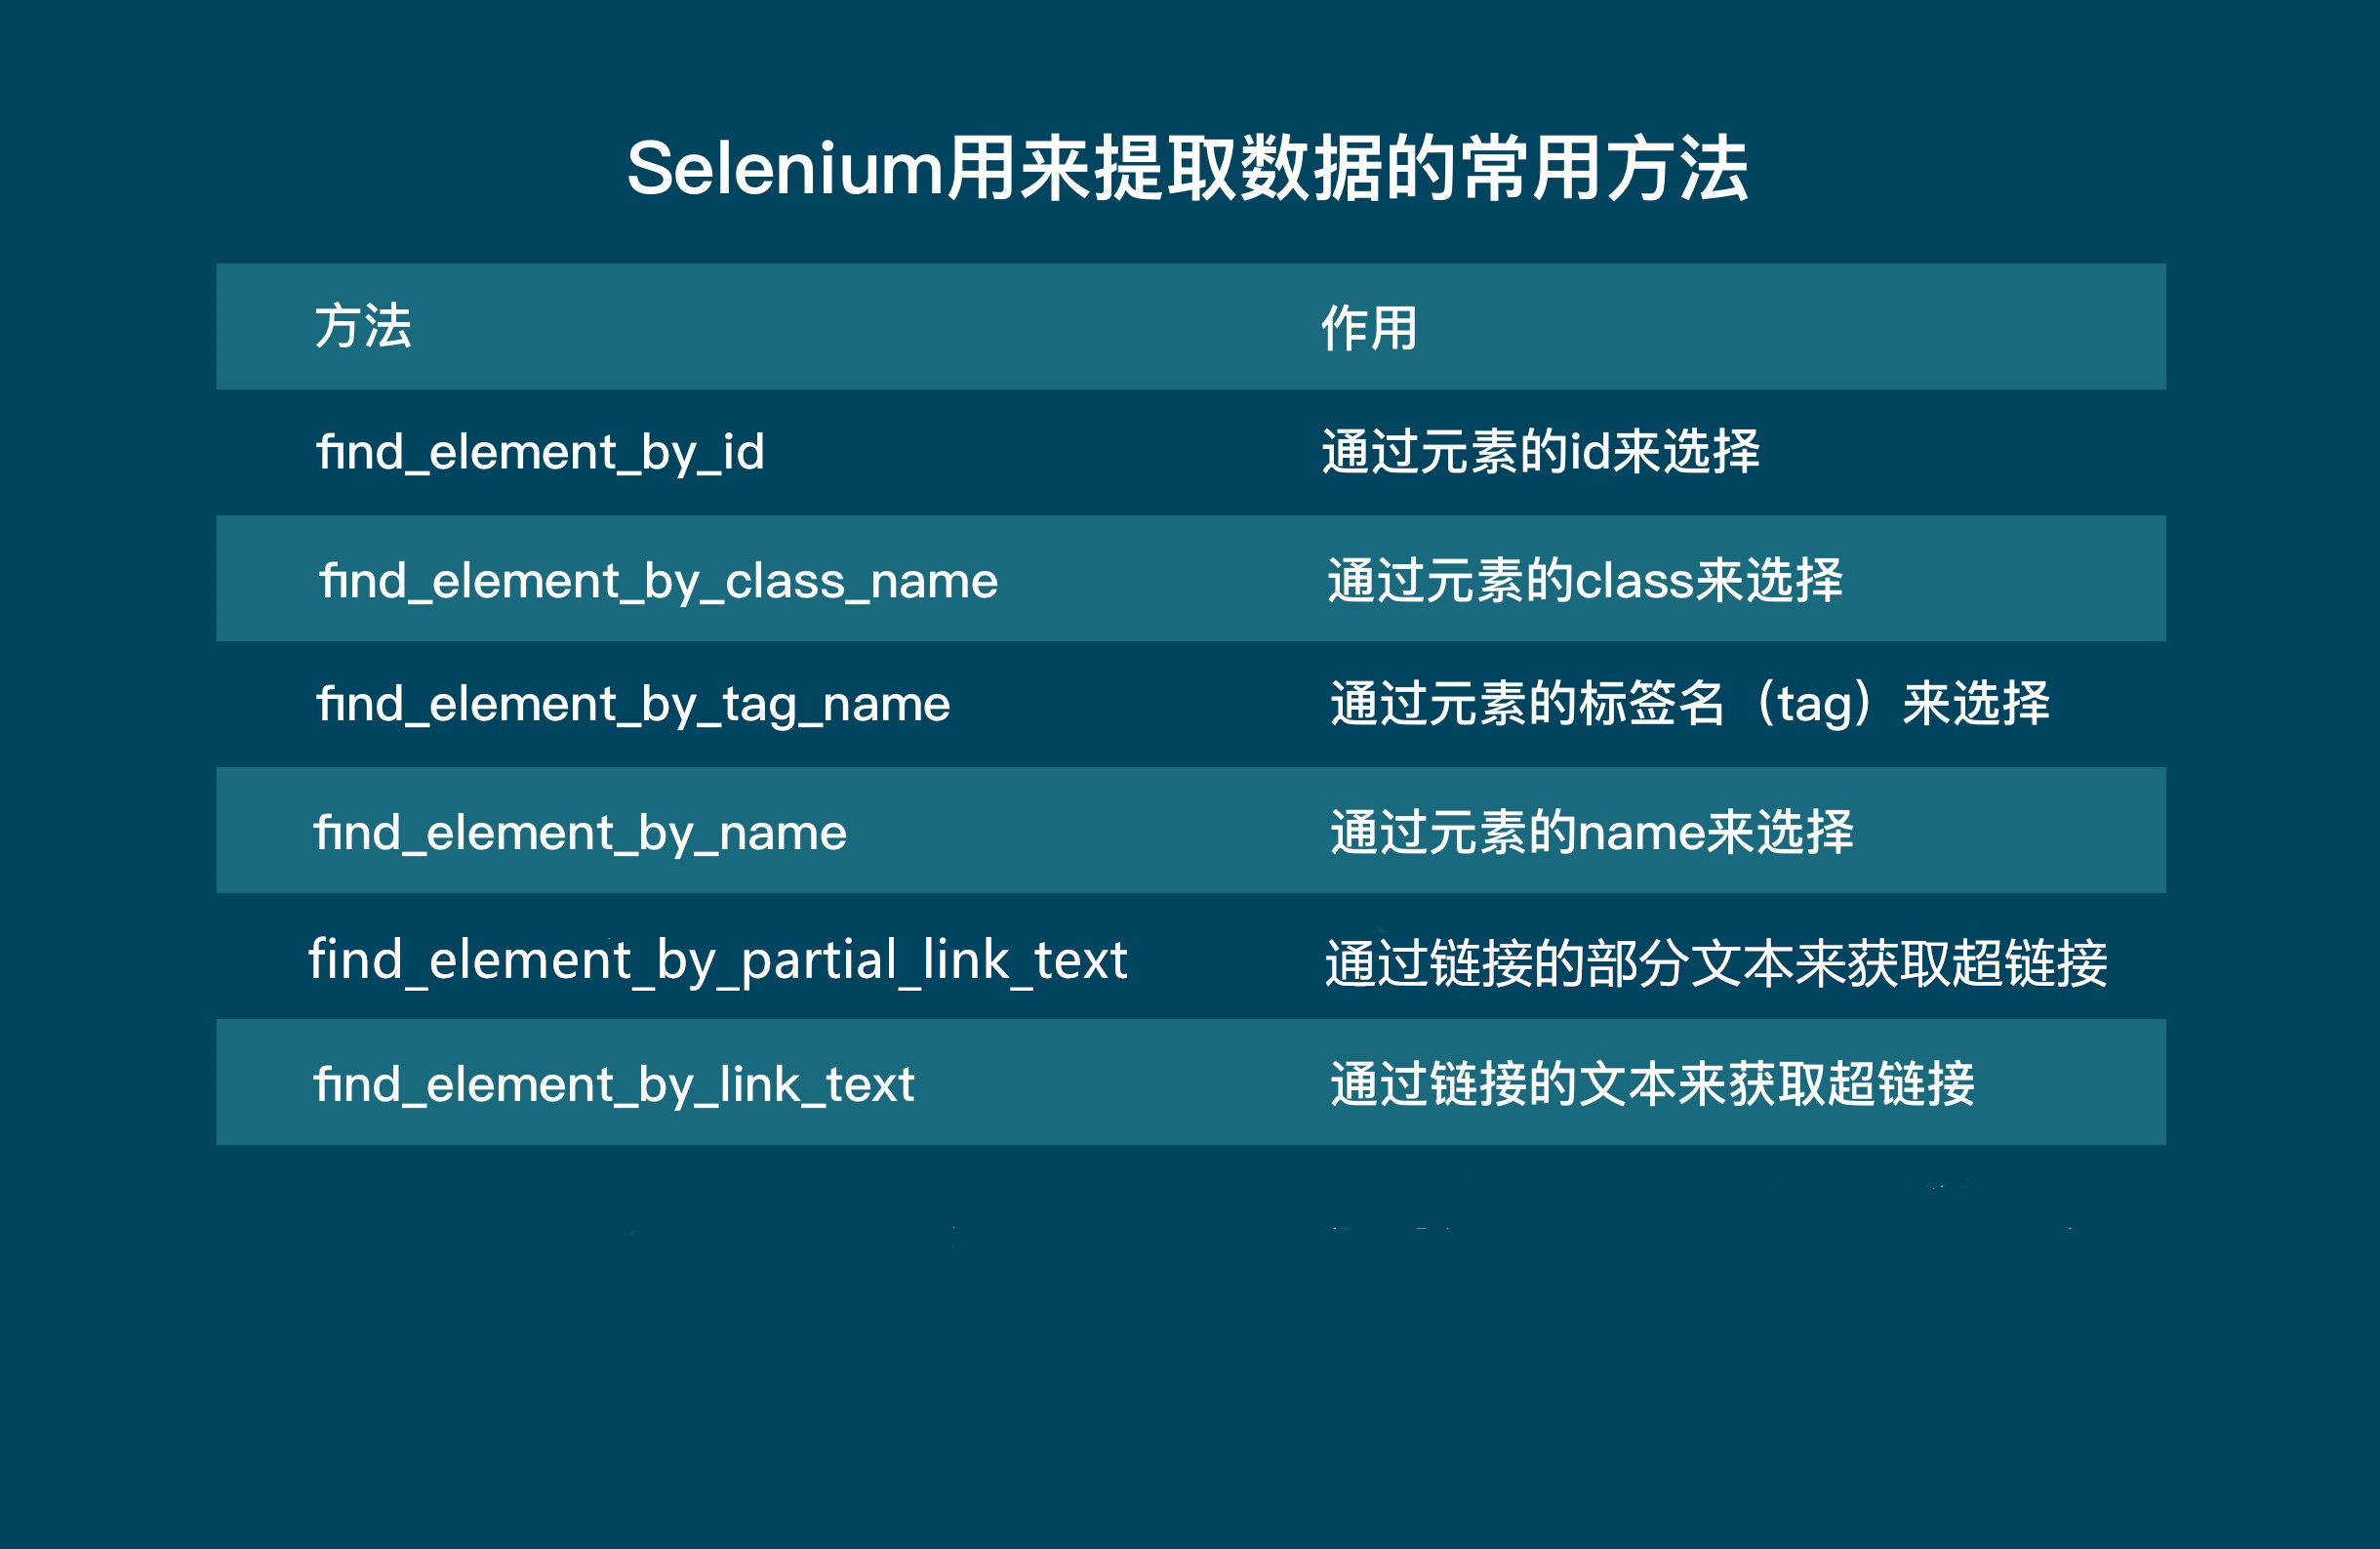 Selenium用来提取数据的常用方法
方法 作用
find_element_by_id 通过元素的id来选择
find_element_by_class_name 通过元素的class来选择
find_element_by_tag_name 通过元素的标签名（tag）来选择
find_element_by_name 通过元素的name来选择
find_element_by_partial_link_text 通过链接的部分文本来获取超链接
find_element_by_link_text 通过链接的文本来获取超链接